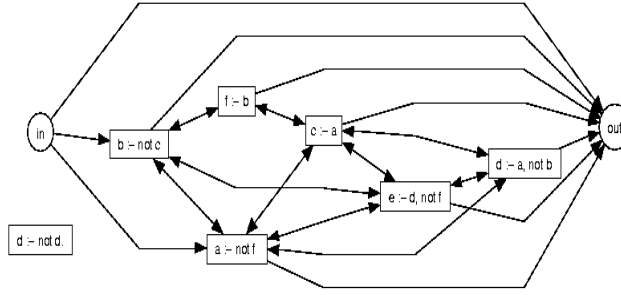 f :- b
in
b :- not c
c :- a
out
d :- a, not b
e :- d, not f
d :- not d.
a :- not f